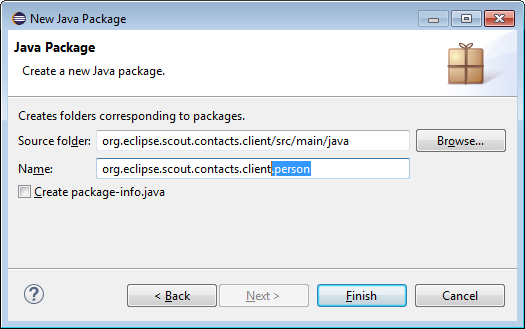 New Java Package
Java Package
Create a new Java package.
Creates folders corresponding to packages.
Source folder: org.eclipse.scout.contacts.client/src/main/java Browse...
Name: org.eclipse.scout.contacts.client.person
Create package-info.java
? < Back Next > Finish Cancel